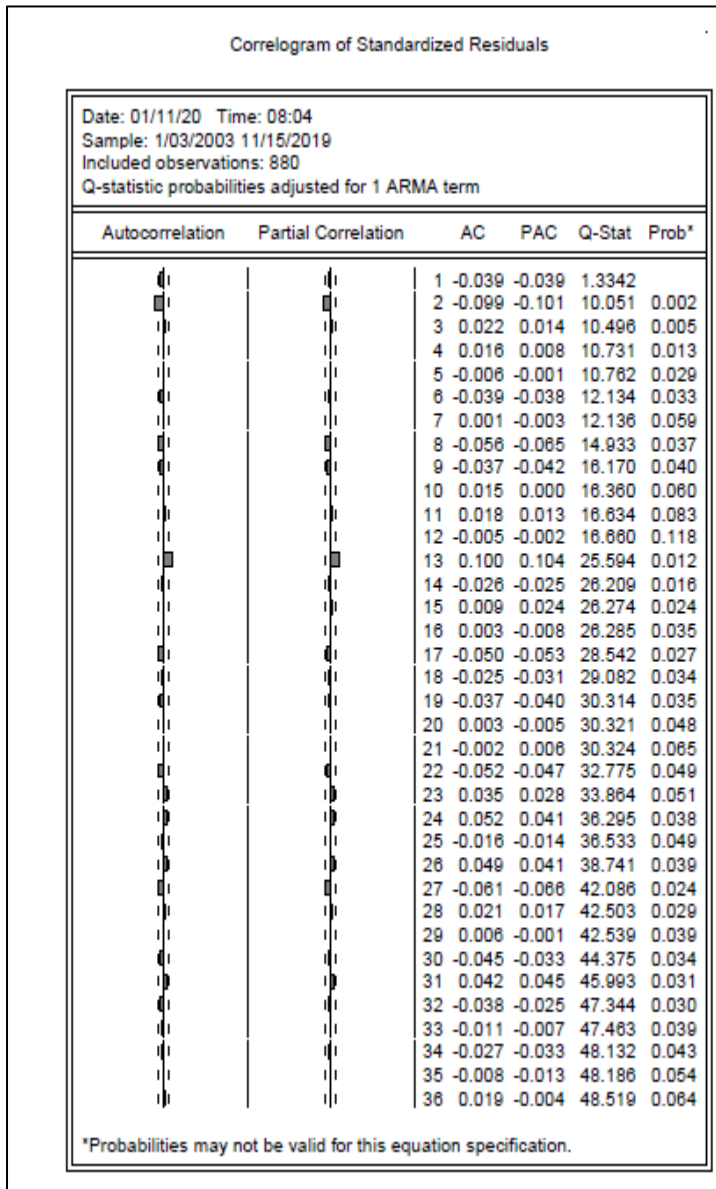 Correlogram of Standardized Residuals
Date: 01/11/20 Time: 08:04
Sample: 1/03/2003 11/15/2019
Included observations: 880
Q-statistic probabilities adjusted for 1 ARMA term
Autocorrelation Partial Correlation AC PAC Q-Stat Prob*
1 -0.039 -0.039 1.3342
2 -0.099 -0.101 10.051 0.002
3 0.022 0.014 10.496 0.005
4 0.016 0.008 10.731 0.013
5 -0.006 -0.001 10.762 0.029
6 -0.039 -0.038 12.134 0.033
7 0.001 -0.003 12.136 0.059
8 -0.056 -0.065 14.933 0.037
9 -0.037 -0.042 16.170 0.040
10 0.015 0.000 16.360 0.060
11 0.018 0.013 16.634 0.083
12 -0.005 -0.002 16.660 0.118
13 0.100 0.104 25.594 0.012
14 -0.026 -0.025 26.209 0.016
15 0.009 0.024 26.274 0.024
16 0.003 -0.008 26.285 0.035
17 -0.050 -0.053 28.542 0.027
18 -0.025 -0.031 29.082 0.034
19 -0.037 -0.040 30.314 0.035
20 0.003 -0.005 30.321 0.048
21 -0.002 0.006 30.324 0.065
22 -0.052 -0.047 32.775 0.049
23 0.035 0.028 33.864 0.051
24 0.052 0.041 36.295 0.038
25 -0.016 -0.014 36.533 0.049
26 0.049 0.041 38.741 0.039
27 -0.061 -0.066 42.086 0.024
28 0.021 0.017 42.503 0.029
29 0.006 -0.001 42.539 0.039
30 -0.045 -0.033 44.375 0.034
31 0.042 0.045 45.993 0.031
32 -0.038 -0.025 47.344 0.030
33 -0.011 -0.007 47.463 0.039
34 -0.027 -0.033 48.132 0.043
35 -0.008 -0.013 48.186 0.054
36 0.019 -0.004 48.519 0.064
*Probabilities may not be valid for this equation specification.